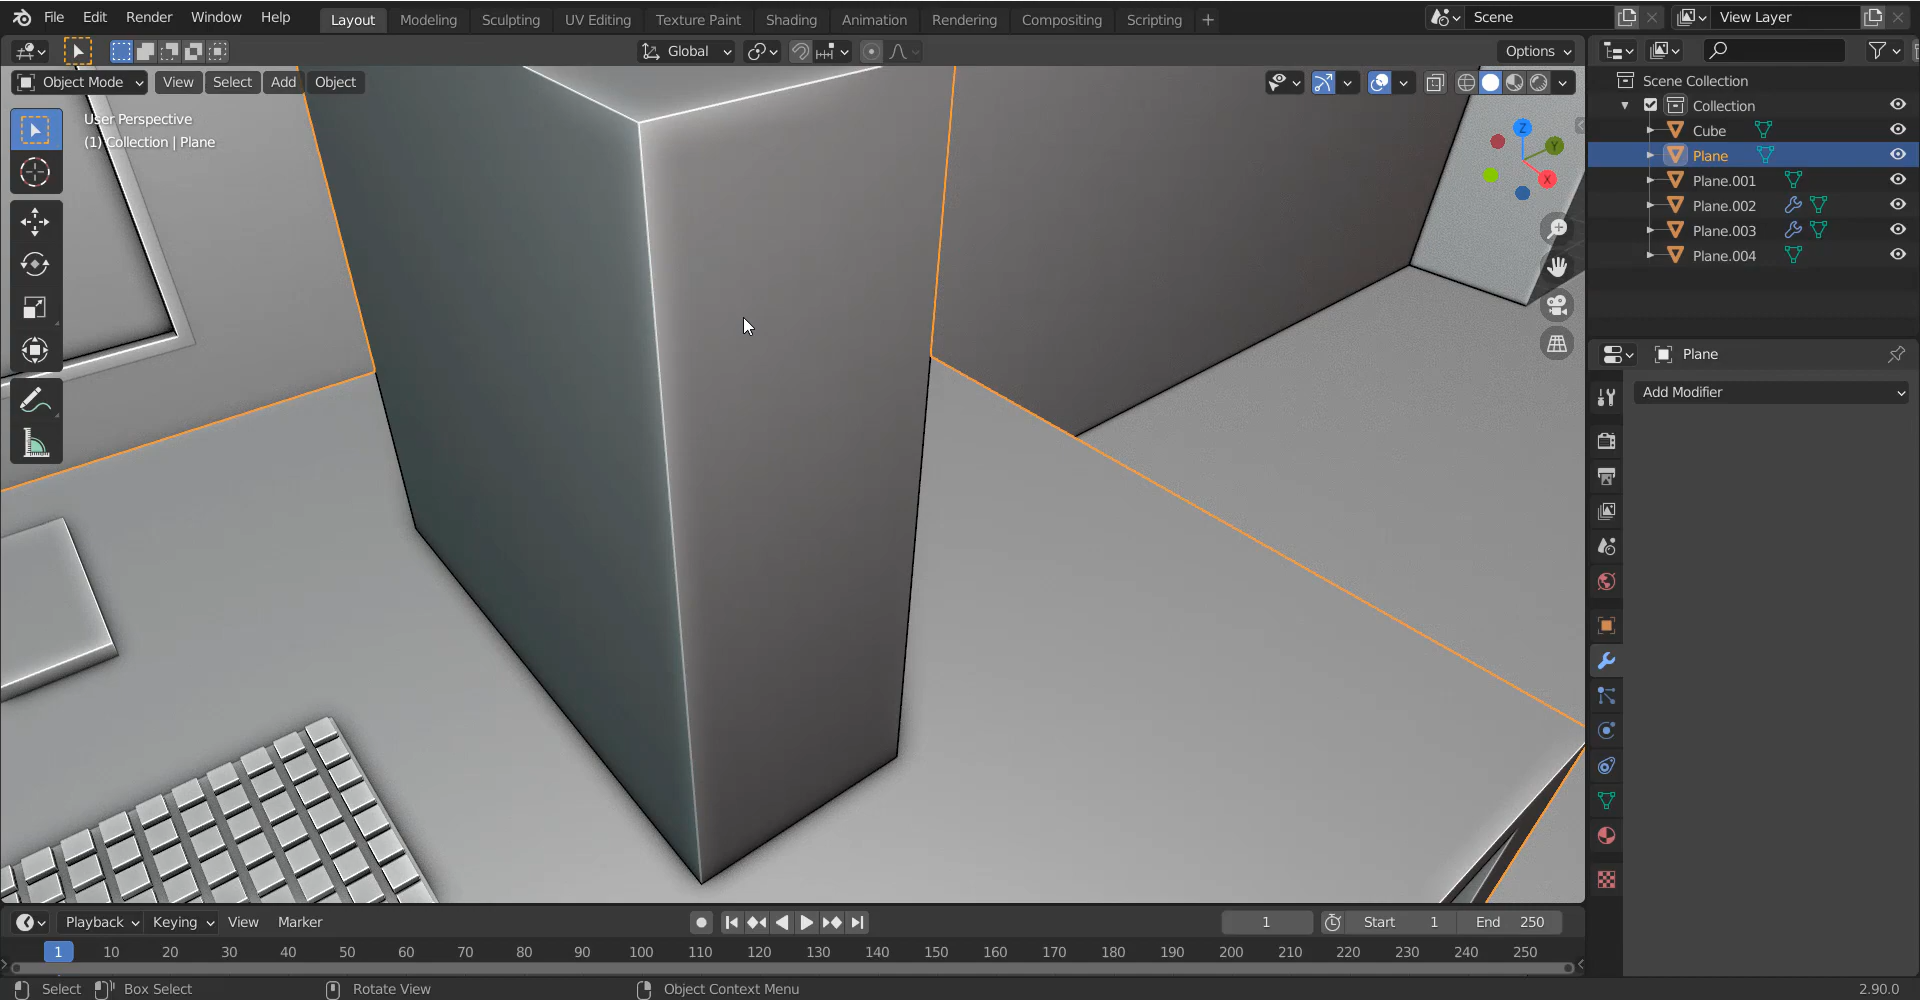 File Edit Render Window Help Layout Modeling Sculpting UV Editing Texture Paint Shading Animation Rendering Compositing Scripting + Scene View Layer
Global Options
Object Mode View Select Add Object
User Perspective
(1) Collection | Plane
Z
Y
X
Scene Collection
Collection
Cube
Plane
Plane.001
Plane.002
Plane.003
Plane.004
Plane
Add Modifier
Playback Keying View Marker 1 Start 1 End 250
1 10 20 30 40 50 60 70 80 90 100 110 120 130 140 150 160 170 180 190 200 210 220 230 240 250
Select Box Select Rotate View Object Context Menu 2.90.0